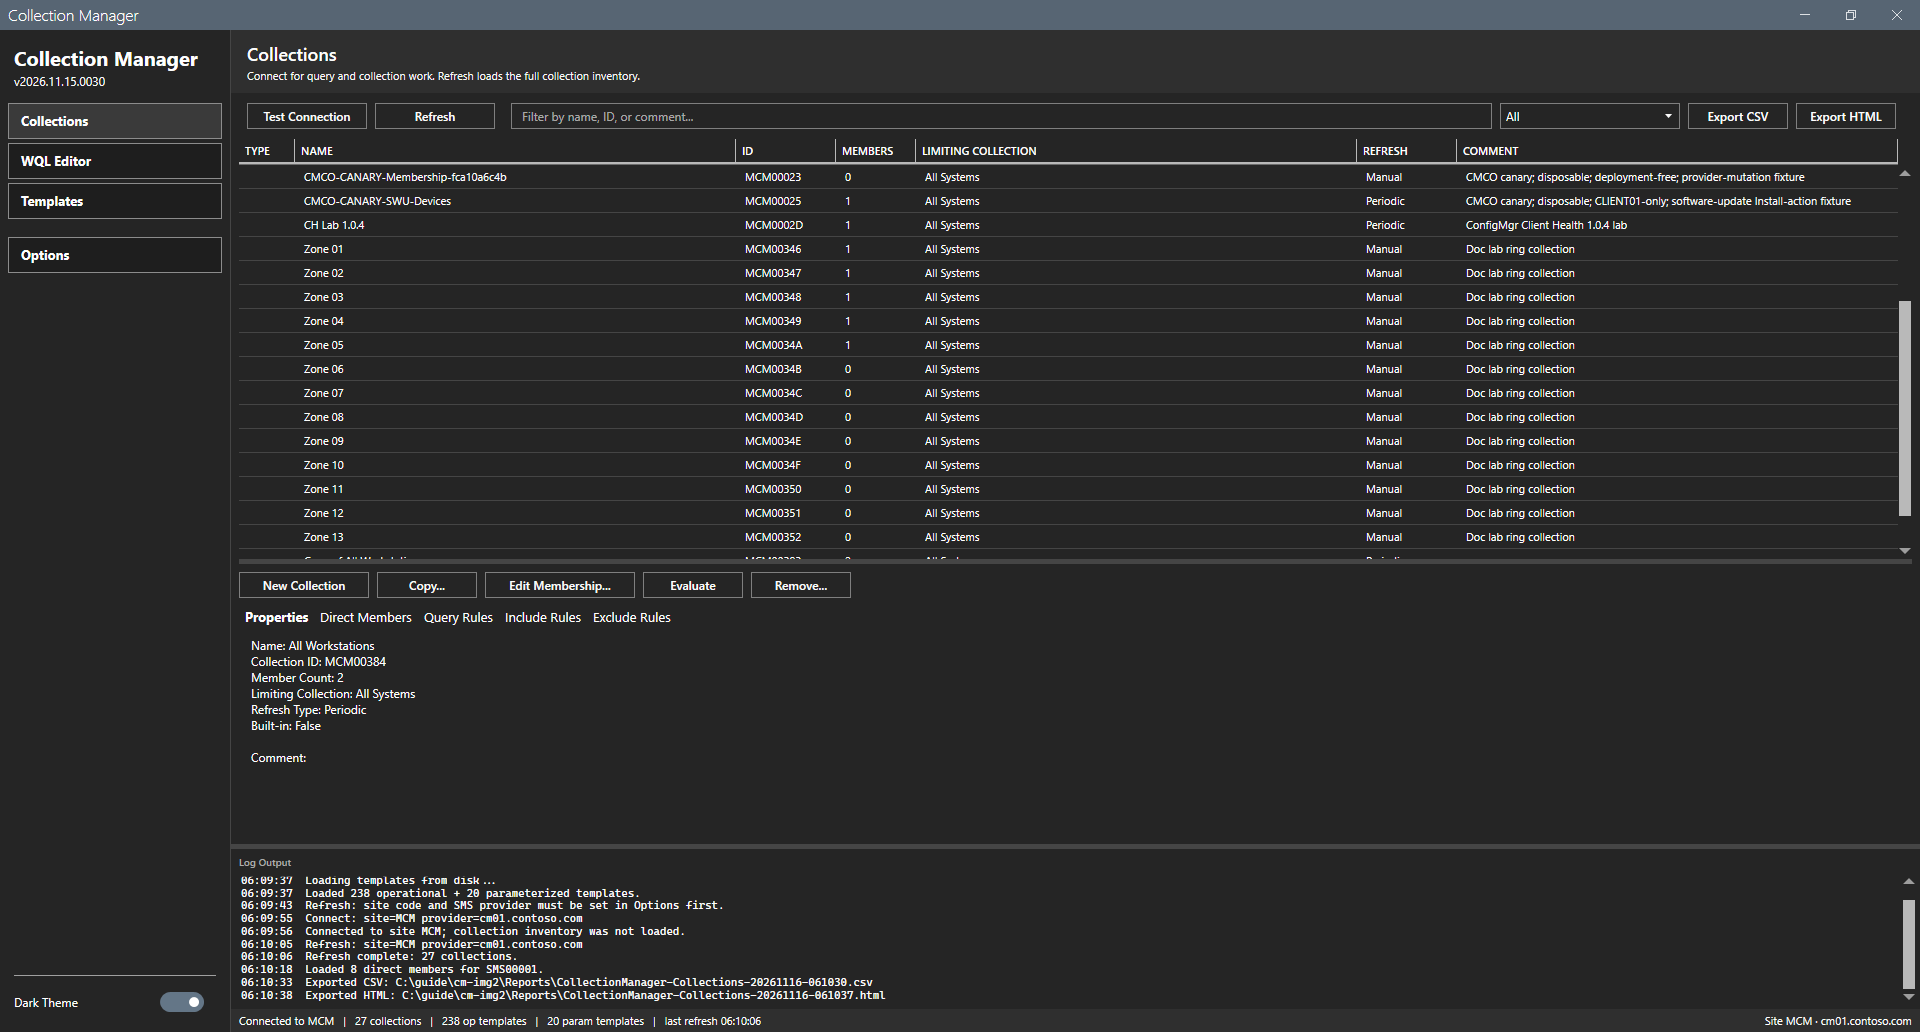 Collection Manager
Collection Manager
v2026.11.15.0030
Collections
WQL Editor
Templates
Options
Dark Theme
Collections
Connect for query and collection work. Refresh loads the full collection inventory.
Test Connection Refresh Filter by name, ID, or comment... All Export CSV Export HTML
TYPE NAME ID MEMBERS LIMITING COLLECTION REFRESH COMMENT
CMCO-CANARY-Membership-fca10a6c4b MCM00023 0 All Systems Manual CMCO canary; disposable; deployment-free; provider-mutation fixture
CMCO-CANARY-SWU-Devices MCM00025 1 All Systems Periodic CMCO canary; disposable; CLIENT01-only; software-update Install-action fixture
CH Lab 1.0.4 MCM0002D 1 All Systems Periodic ConfigMgr Client Health 1.0.4 lab
Zone 01 MCM00346 1 All Systems Manual Doc lab ring collection
Zone 02 MCM00347 1 All Systems Manual Doc lab ring collection
Zone 03 MCM00348 1 All Systems Manual Doc lab ring collection
Zone 04 MCM00349 1 All Systems Manual Doc lab ring collection
Zone 05 MCM0034A 1 All Systems Manual Doc lab ring collection
Zone 06 MCM0034B 0 All Systems Manual Doc lab ring collection
Zone 07 MCM0034C 0 All Systems Manual Doc lab ring collection
Zone 08 MCM0034D 0 All Systems Manual Doc lab ring collection
Zone 09 MCM0034E 0 All Systems Manual Doc lab ring collection
Zone 10 MCM0034F 0 All Systems Manual Doc lab ring collection
Zone 11 MCM00350 0 All Systems Manual Doc lab ring collection
Zone 12 MCM00351 0 All Systems Manual Doc lab ring collection
Zone 13 MCM00352 0 All Systems Manual Doc lab ring collection
New Collection Copy... Edit Membership... Evaluate Remove...
Properties Direct Members Query Rules Include Rules Exclude Rules
Name: All Workstations
Collection ID: MCM00384
Member Count: 2
Limiting Collection: All Systems
Refresh Type: Periodic
Built-in: False
Comment:
Log Output
06:09:37 Loading templates from disk...
06:09:37 Loaded 238 operational + 20 parameterized templates.
06:09:43 Refresh: site code and SMS provider must be set in Options first.
06:09:55 Connect: site=MCM provider=cm01.contoso.com
06:09:56 Connected to site MCM; collection inventory was not loaded.
06:10:05 Refresh: site=MCM provider=cm01.contoso.com
06:10:06 Refresh complete: 27 collections.
06:10:18 Loaded 8 direct members for SMS00001.
06:10:33 Exported CSV: C:\guide\cm-img2\Reports\CollectionManager-Collections-20261116-061030.csv
06:10:38 Exported HTML: C:\guide\cm-img2\Reports\CollectionManager-Collections-20261116-061037.html
Connected to MCM | 27 collections | 238 op templates | 20 param templates | last refresh 06:10:06
Site MCM · cm01.contoso.com